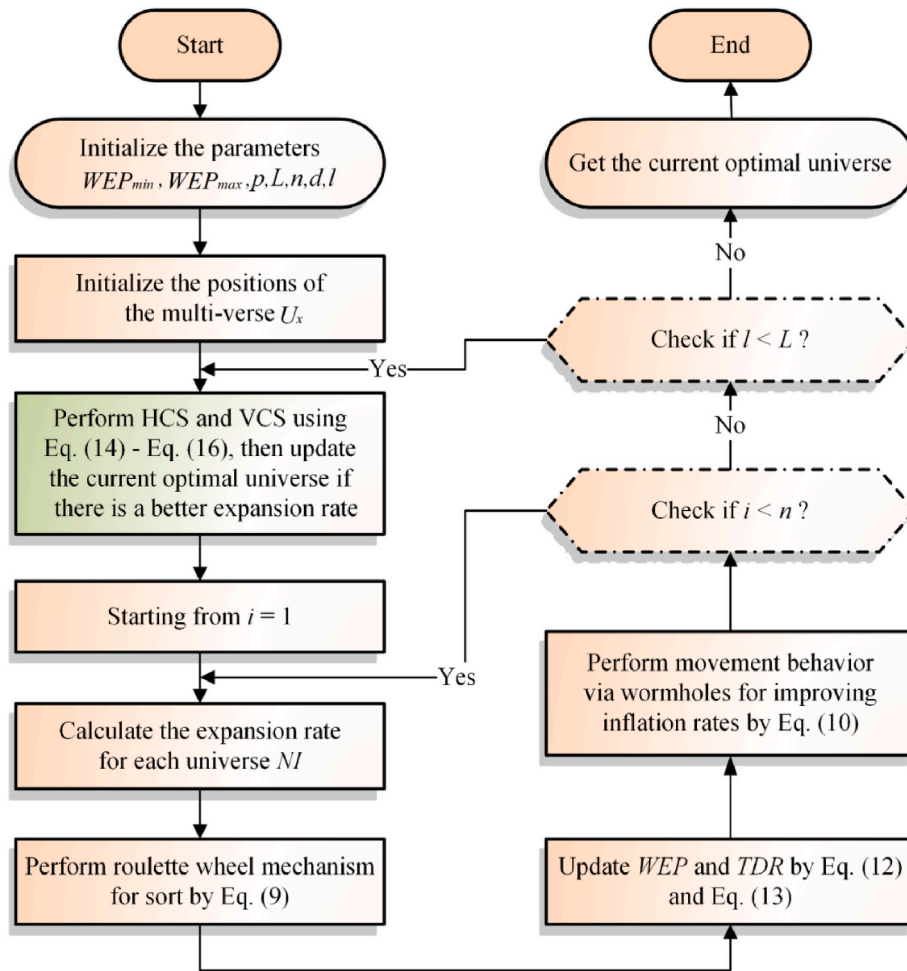 Start
Initialize the parameters
WEPmin, WEPmax, p, L, n, d, l
Initialize the positions of
the multi-verse Ux
Perform HCS and VCS using
Eq. (14) - Eq. (16), then update
the current optimal universe if
there is a better expansion rate
Starting from i = 1
Calculate the expansion rate
for each universe NI
Perform roulette wheel mechanism
for sort by Eq. (9)
Update WEP and TDR by Eq. (12)
and Eq. (13)
Perform movement behavior
via wormholes for improving
inflation rates by Eq. (10)
Check if i < n ?
Yes
No
Check if l < L ?
Yes
No
Get the current optimal universe
End